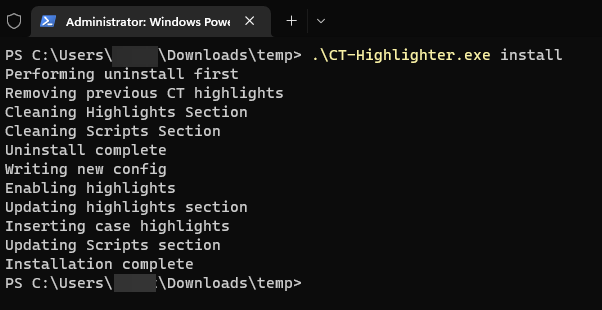 Administrator: Windows Powe
PS C:\Users\ \Downloads\temp> .\CT-Highlighter.exe install
Performing uninstall first
Removing previous CT highlights
Cleaning Highlights Section
Cleaning Scripts Section
Uninstall complete
Writing new config
Enabling highlights
Updating highlights section
Inserting case highlights
Updating Scripts section
Installation complete
PS C:\Users\ \Downloads\temp>